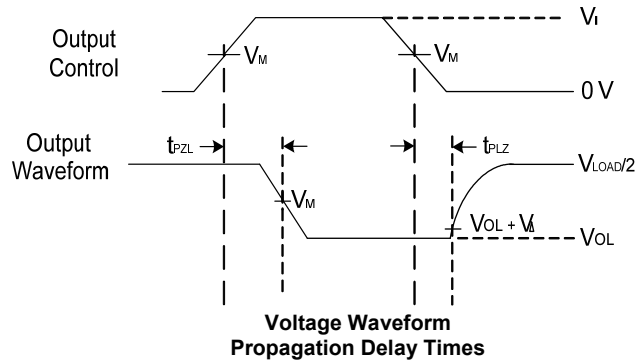 Output
Control
VI
VM
VM
0 V
Output
Waveform
tPZL
tPLZ
VLOAD/2
VM
VOL + VΔ
VOL
Voltage Waveform
Propagation Delay Times